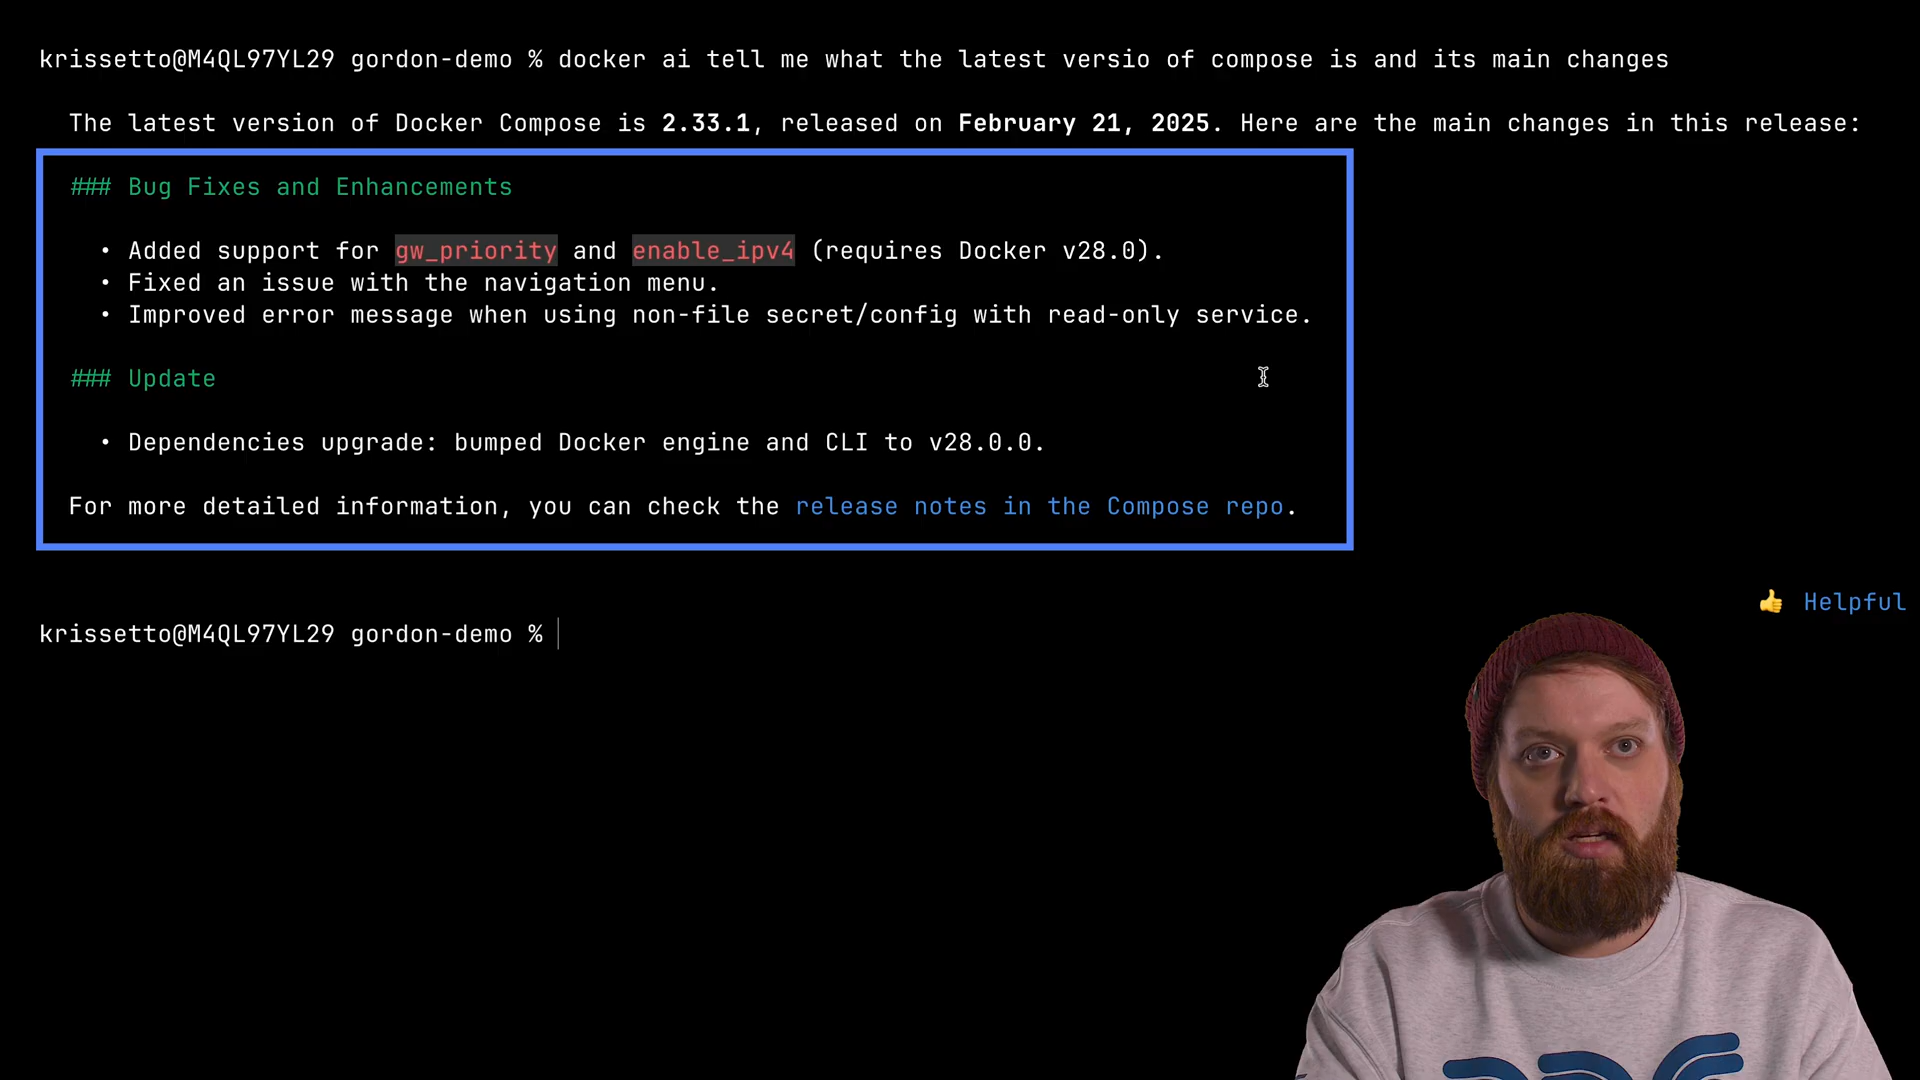 krissetto@M4QL97YL29 gordon-demo % docker ai tell me what the latest versio of compose is and its main changes
The latest version of Docker Compose is 2.33.1, released on February 21, 2025. Here are the main changes in this release:
### Bug Fixes and Enhancements
• Added support for gw_priority and enable_ipv4 (requires Docker v28.0).
• Fixed an issue with the navigation menu.
• Improved error message when using non-file secret/config with read-only service.
### Update
• Dependencies upgrade: bumped Docker engine and CLI to v28.0.0.
For more detailed information, you can check the release notes in the Compose repo.
👍 Helpful
krissetto@M4QL97YL29 gordon-demo %